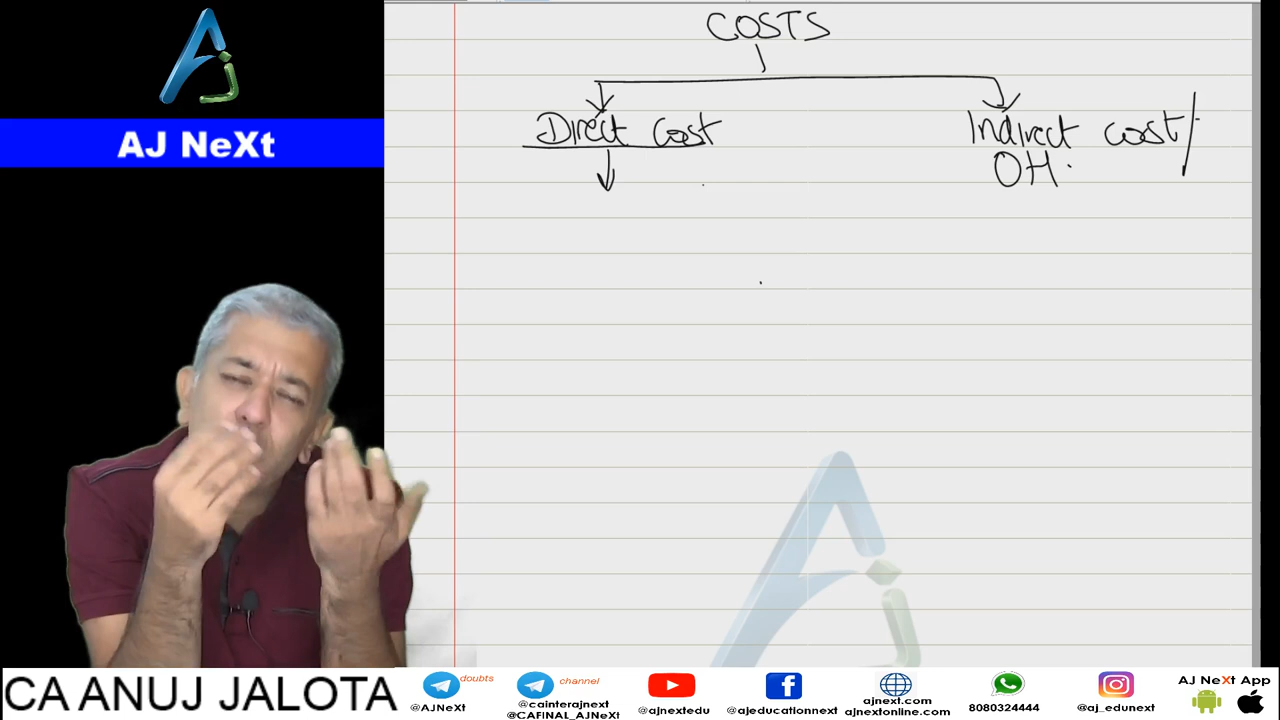 COSTS
Direct Cost
Indirect cost/
OH.
AJ NeXt
CA ANUJ JALOTA
doubts
@AJNeXt
channel
@cainterajnext
@CAFINAL_AJNeXt
@ajnextedu
@ajeducationnext
ajnext.com
ajnextonline.com
8080324444
@aj_edunext
AJ NeXt App